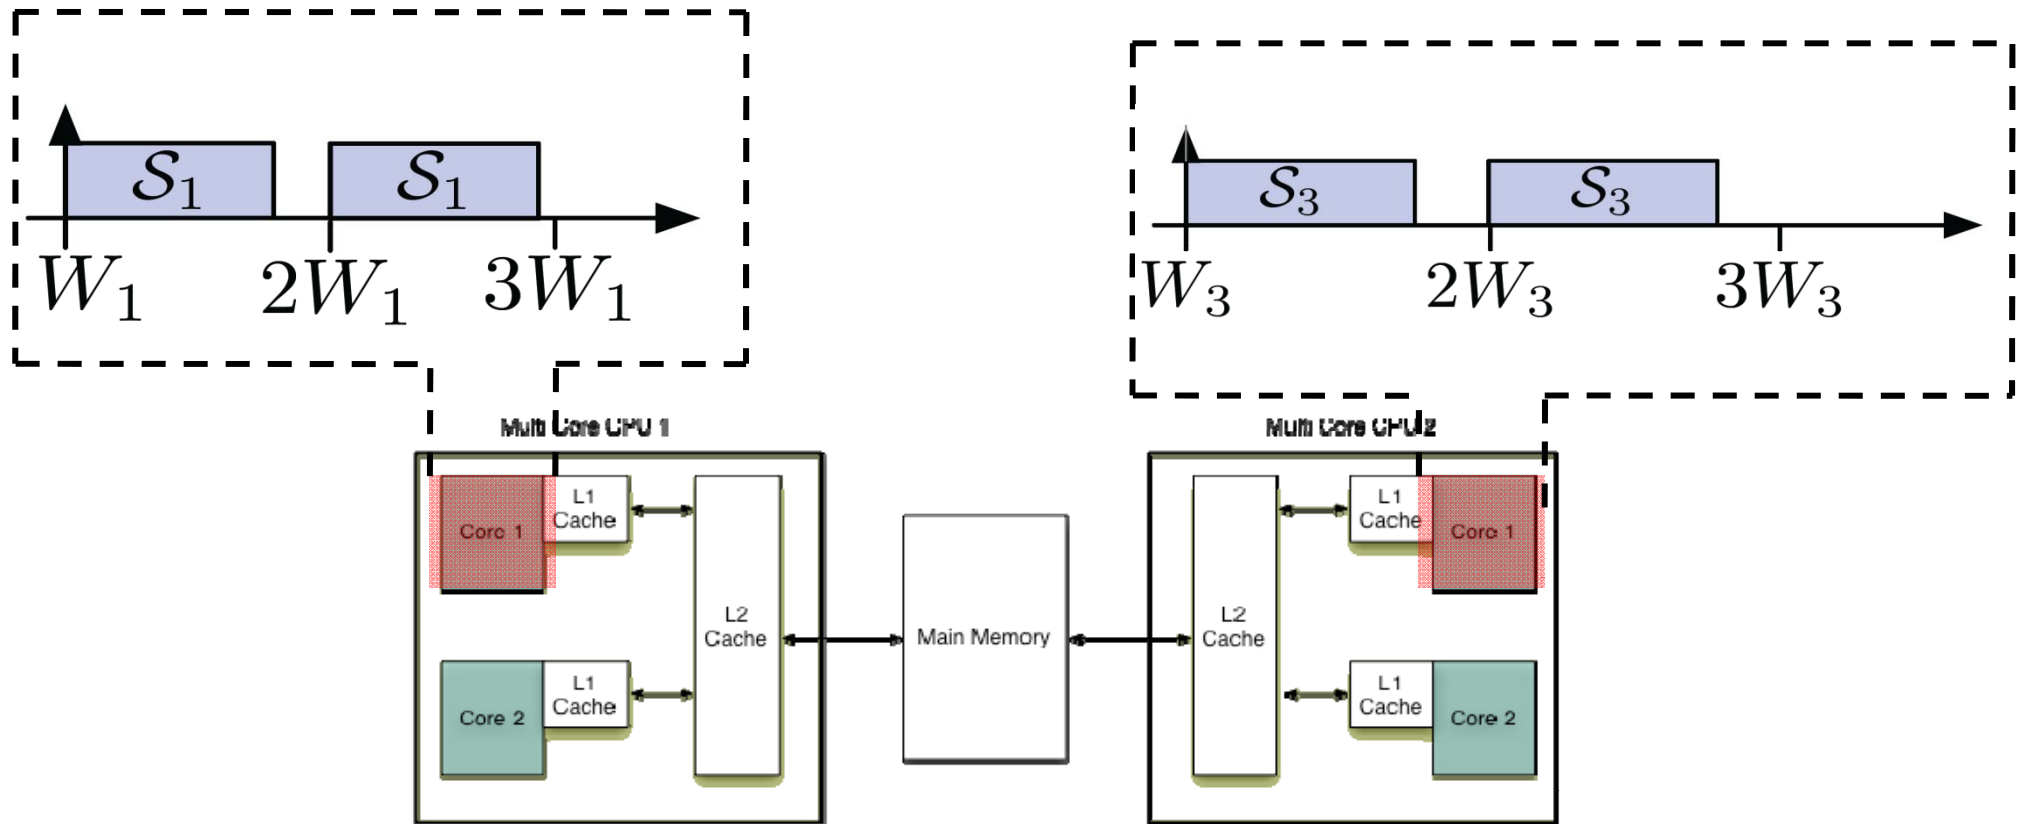 S₁ S₁
W₁ 2W₁ 3W₁
S₃ S₃
W₃ 2W₃ 3W₃
Multi Core CPU 1
Core 1
L1
Cache
L2
Cache
Core 2
L1
Cache
Main Memory
Multi Core CPU 2
L2
Cache
L1
Cache
Core 1
L1
Cache
Core 2